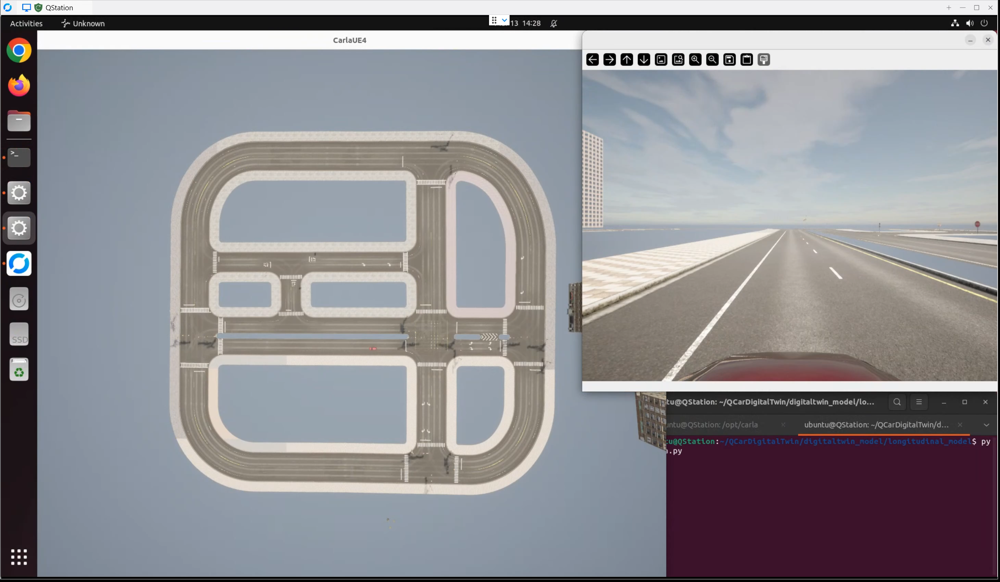 QStation
Activities
Unknown
13 14:28
CarlaUE4
SSD
tu@QStation: ~/QCarDigitalTwin/digitaltwin_model/lo...
ntu@QStation: /opt/carla
ubuntu@QStation: ~/QCarDigitalTwin/d...
tu@QStation:~/QCarDigitalTwin/digitaltwin_model/longitudinal_model$ py
.py